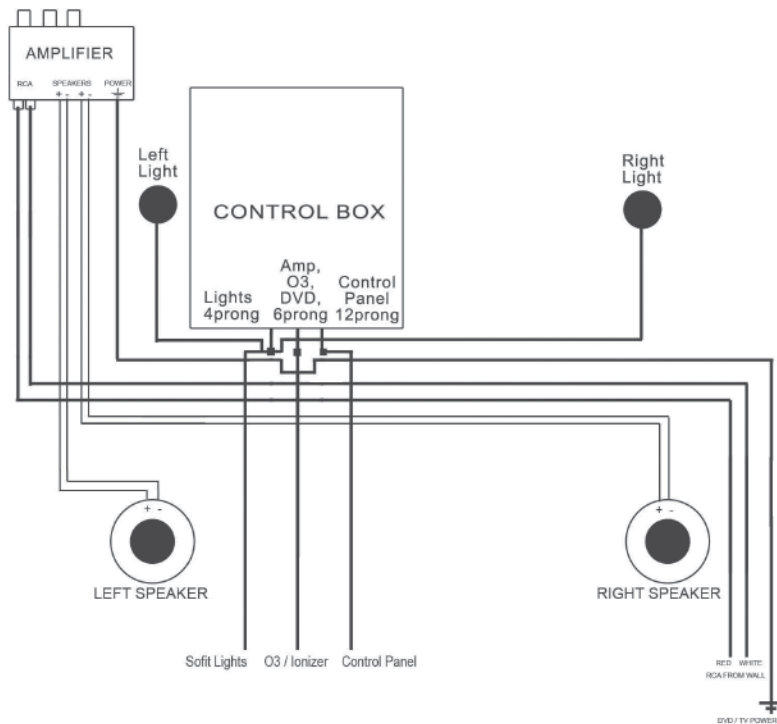 AMPLIFIER
RCA SPEAKERS POWER
+ - + -
Left
Light
Right
Light
CONTROL BOX
Lights
4prong
Amp,
O3,
DVD,
6prong
Control
Panel
12prong
+ -
LEFT SPEAKER
+ -
RIGHT SPEAKER
Sofit Lights O3 / Ionizer Control Panel
RED WHITE
RCA FROM WALL
DVD / TV POWER